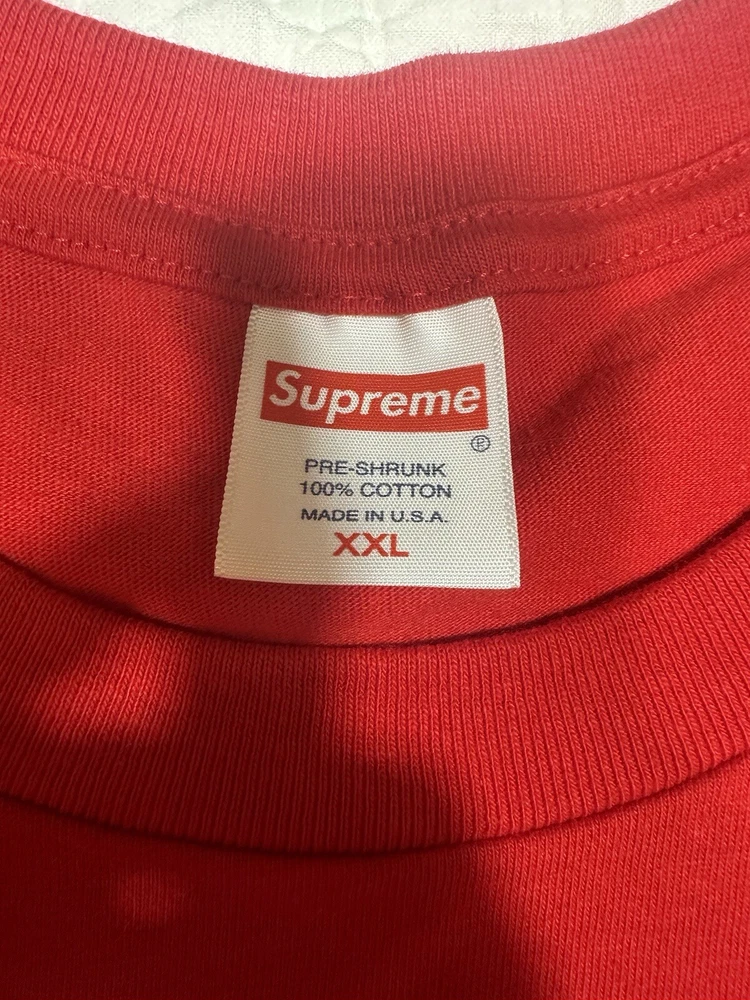 Supreme
®
PRE-SHRUNK
100% COTTON
MADE IN U.S.A.
XXL